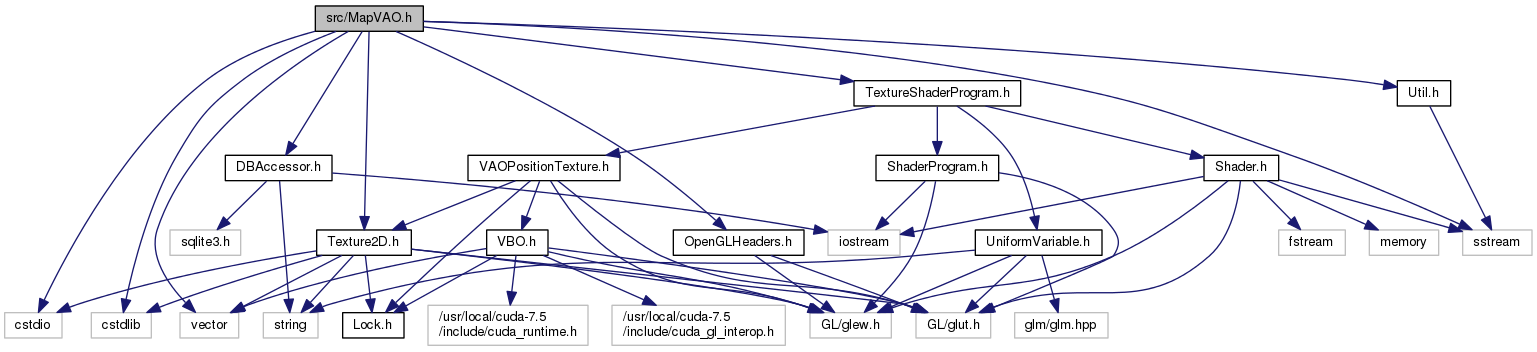 src/MapVAO.h
TextureShaderProgram.h
Util.h
DBAccessor.h
VAOPositionTexture.h
ShaderProgram.h
Shader.h
sqlite3.h
Texture2D.h
VBO.h
OpenGLHeaders.h
iostream
UniformVariable.h
fstream
memory
sstream
cstdio
cstdlib
vector
string
Lock.h
/usr/local/cuda-7.5
/include/cuda_runtime.h
/usr/local/cuda-7.5
/include/cuda_gl_interop.h
GL/glew.h
GL/glut.h
glm/glm.hpp